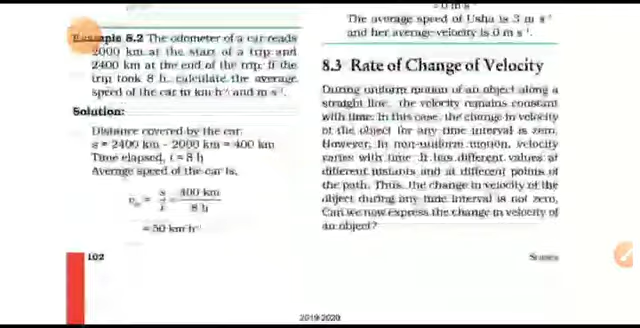 Example 8.2 The odometer of a car reads
2000 km at the start of a trip and
2400 km at the end of the trip. If the
trip took 8 h, calculate the average
speed of the car in km h⁻¹ and m s⁻¹.
Solution:
Distance covered by the car,
s = 2400 km - 2000 km = 400 km
Time elapsed, t = 8 h
Average speed of the car is,
= s/t = 400 km
8 h
= 50 km h⁻¹
102
= 0 m s⁻¹
The average speed of Usha is 3 m s⁻¹
and her average velocity is 0 m s⁻¹.
8.3 Rate of Change of Velocity
During uniform motion of an object along a
straight line, the velocity remains constant
with time. In this case, the change in velocity
of the object for any time interval is zero.
However, in non-uniform motion, velocity
varies with time. It has different values at
different instants and at different points of
the path. Thus, the change in velocity of the
object during any time interval is not zero.
Can we now express the change in velocity of
an object?
2019-2020